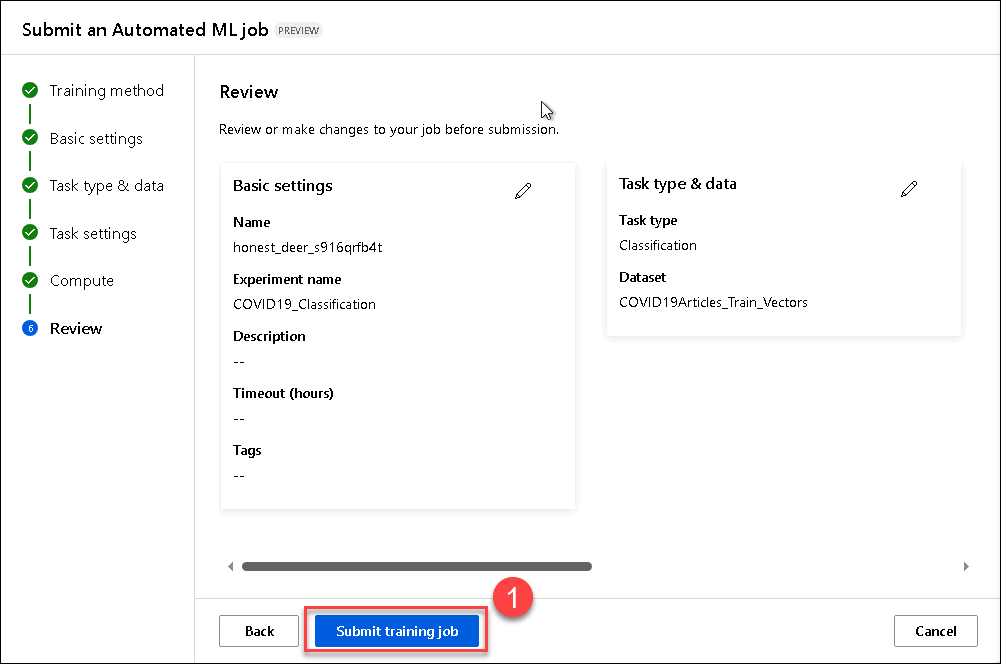 Submit an Automated ML job PREVIEW
Training method
Basic settings
Task type & data
Task settings
Compute
6 Review
Review
Review or make changes to your job before submission.
Basic settings
Name
honest_deer_s916qrfb4t
Experiment name
COVID19_Classification
Description
--
Timeout (hours)
--
Tags
--
Task type & data
Task type
Classification
Dataset
COVID19Articles_Train_Vectors
1
Back
Submit training job
Cancel